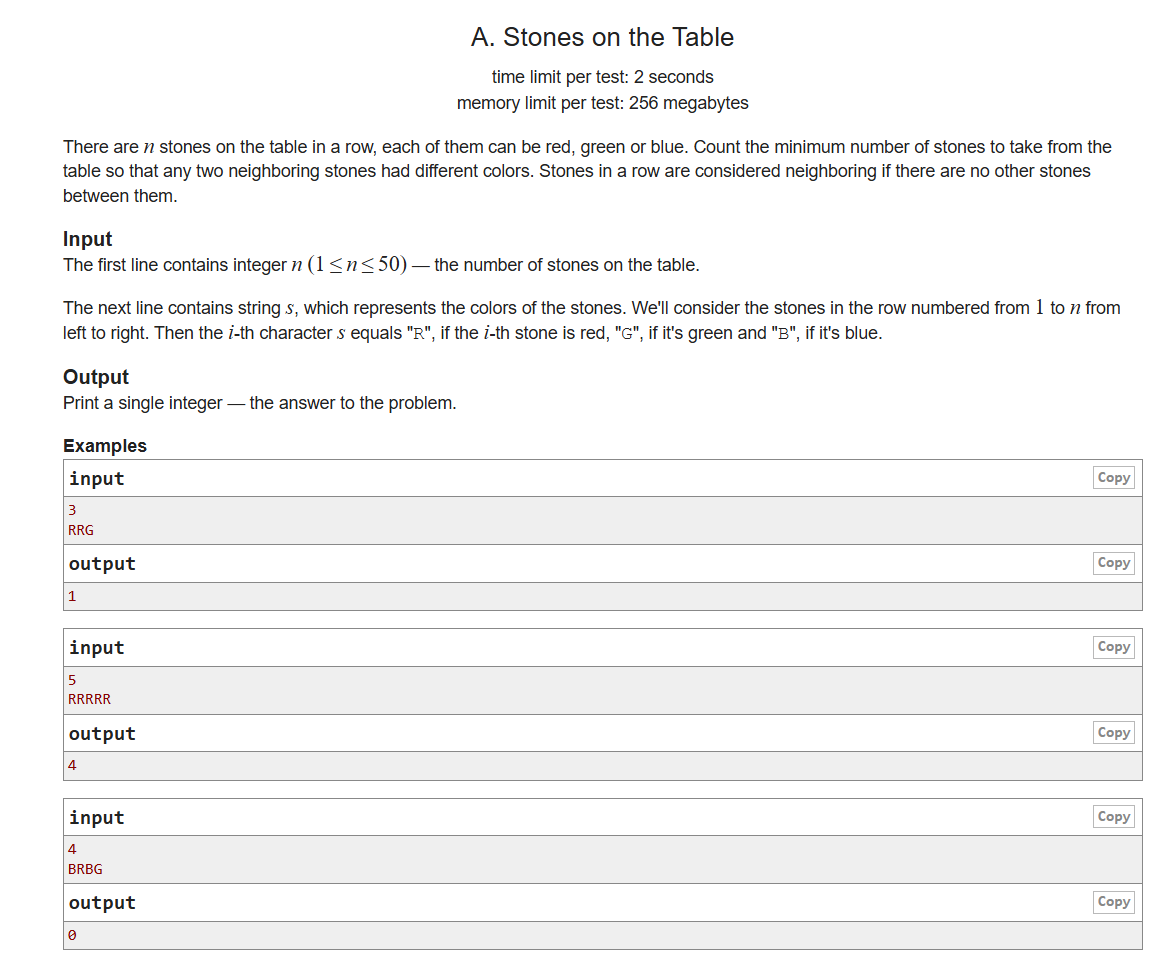 A. Stones on the Table
time limit per test: 2 seconds
memory limit per test: 256 megabytes
There are n stones on the table in a row, each of them can be red, green or blue. Count the minimum number of stones to take from the
table so that any two neighboring stones had different colors. Stones in a row are considered neighboring if there are no other stones
between them.
Input
The first line contains integer n (1 ≤ n ≤ 50) — the number of stones on the table.
The next line contains string s, which represents the colors of the stones. We'll consider the stones in the row numbered from 1 to n from
left to right. Then the i-th character s equals "R", if the i-th stone is red, "G", if it's green and "B", if it's blue.
Output
Print a single integer — the answer to the problem.
Examples
input Copy
3
RRG
output Copy
1
input Copy
5
RRRRR
output Copy
4
input Copy
4
BRBG
output Copy
0